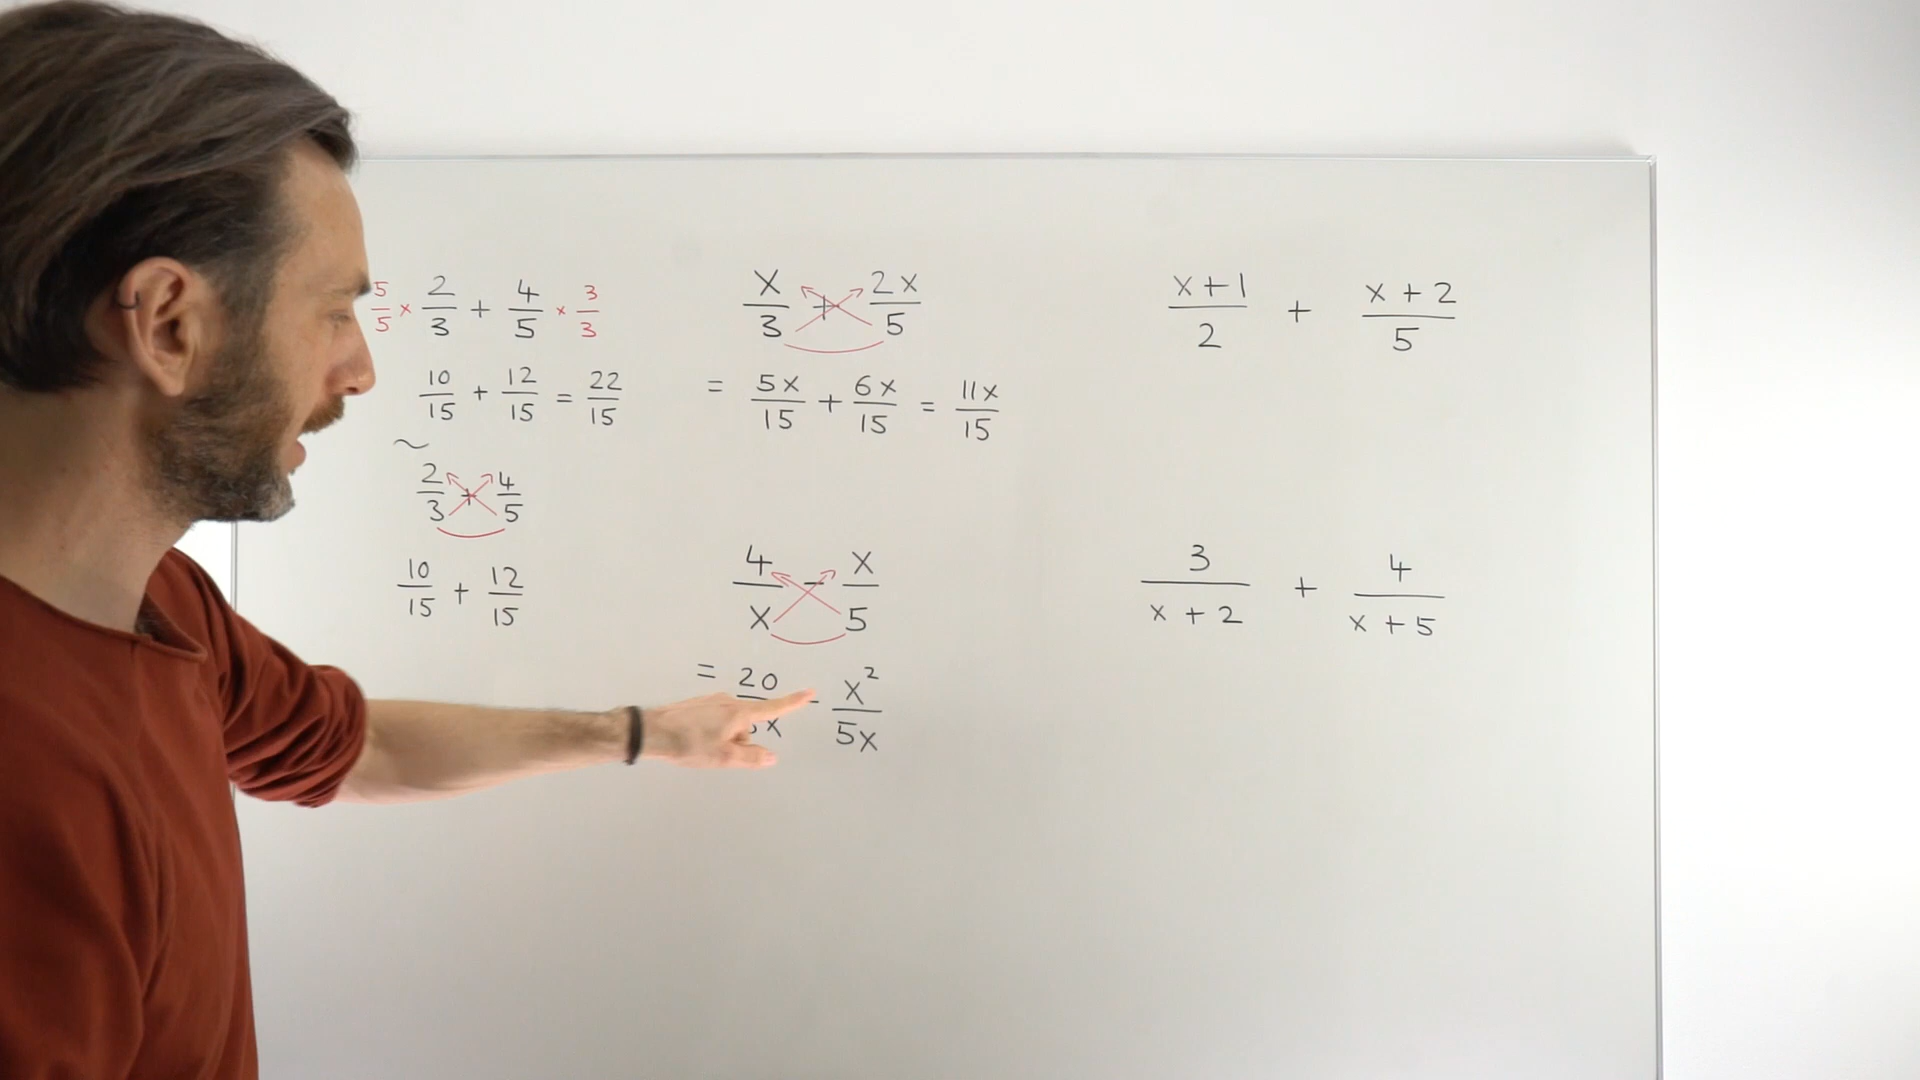 5/5 × 2/3 + 4/5 × 3/3
10/15 + 12/15 = 22/15
~
2/3 + 4/5
10/15 + 12/15
x/3 + 2x/5
= 5x/15 + 6x/15 = 11x/15
4/x - x/5
= 20/5x - x²/5x
x+1/2 + x+2/5
3/x+2 + 4/x+5